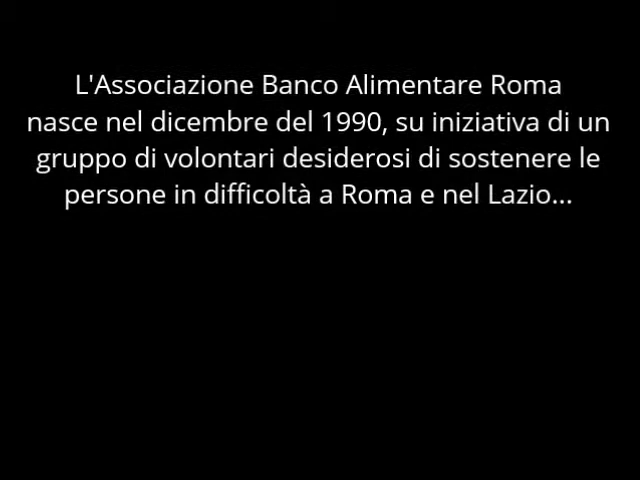 L'Associazione Banco Alimentare Roma
nasce nel dicembre del 1990, su iniziativa di un
gruppo di volontari desiderosi di sostenere le
persone in difficoltà a Roma e nel Lazio...